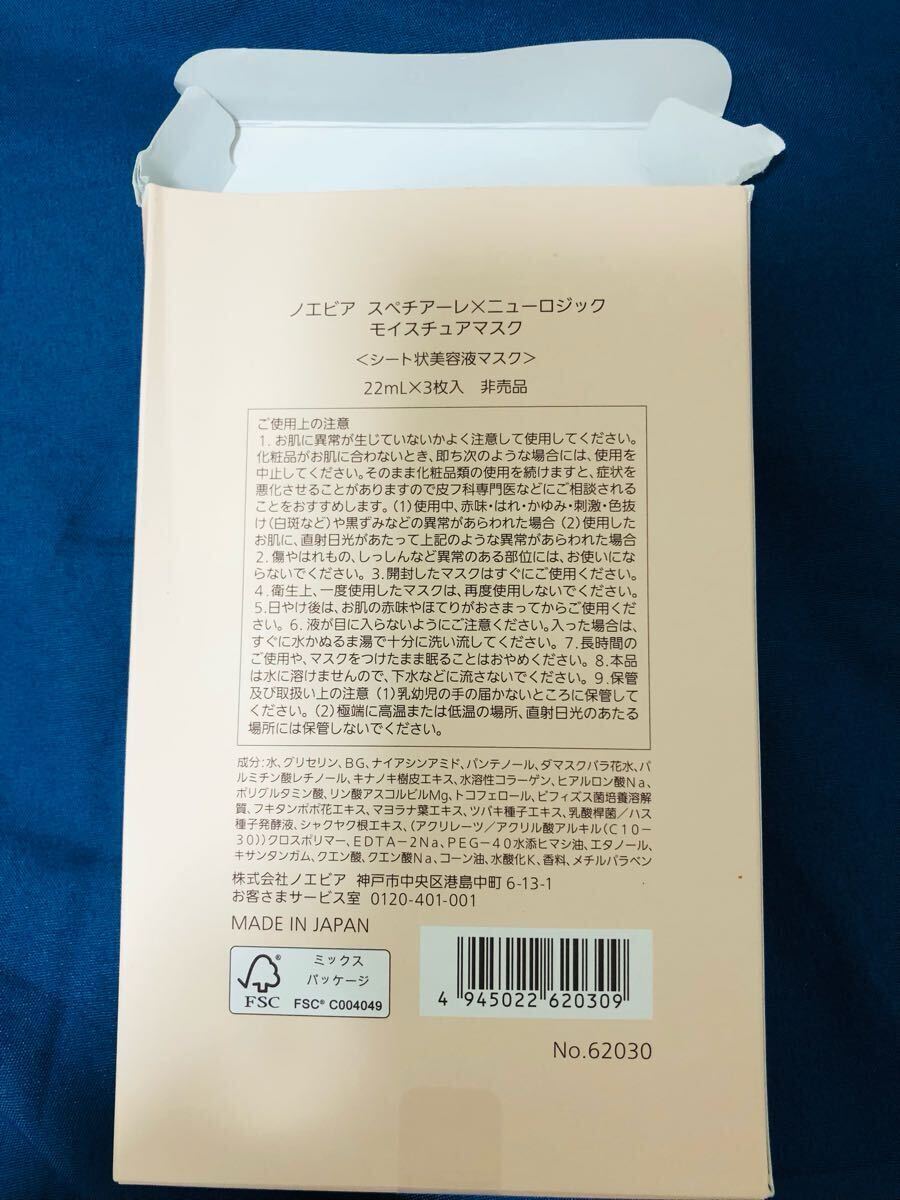 ノエビア スペチアーレ×ニューロジック
モイスチュアマスク
＜シート状美容液マスク＞
22mL×3枚入 非売品
ご使用上の注意
1. お肌に異常が生じていないかよく注意して使用してください。
化粧品がお肌に合わないとき、即ち次のような場合には、使用を
中止してください。そのまま化粧品類の使用を続けますと、症状を
悪化させることがありますので皮フ科専門医などにご相談される
ことをおすすめします。(1)使用中、赤味・はれ・かゆみ・刺激・色抜
け(白斑など)や黒ずみなどの異常があらわれた場合 (2)使用した
お肌に、直射日光があたって上記のような異常があらわれた場合
2. 傷やはれもの、しっしんなど異常のある部位には、お使いにな
らないでください。3. 開封したマスクはすぐにご使用ください。
4. 衛生上、一度使用したマスクは、再度使用しないでください。
5. 日やけ後は、お肌の赤味やほてりがおさまってからご使用くだ
さい。6. 液が目に入らないようにご注意ください。入った場合は、
すぐに水かぬるま湯で十分に洗い流してください。7. 長時間の
ご使用や、マスクをつけたまま眠ることはおやめください。8. 本品
は水に溶けませんので、下水などに流さないでください。9. 保管
及び取扱い上の注意 (1)乳幼児の手の届かないところに保管して
ください。(2)極端に高温または低温の場所、直射日光のあたる
場所には保管しないでください。
成分：水、グリセリン、BG、ナイアシンアミド、パンテノール、ダマスクバラ花水、パ
ルミチン酸レチノール、キナノキ樹皮エキス、水溶性コラーゲン、ヒアルロン酸Na、
ポリグルタミン酸、リン酸アスコルビルMg、トコフェロール、ビフィズス菌培養溶解
質、フキタンポポ花エキス、マヨラナ葉エキス、ツバキ種子エキス、乳酸桿菌／ハス
種子発酵液、シャクヤク根エキス、(アクリレーツ／アクリル酸アルキル(C10－
30))クロスポリマー、EDTA－2Na、PEG－40水添ヒマシ油、エタノール、
キサンタンガム、クエン酸、クエン酸Na、コーン油、水酸化K、香料、メチルパラベン
株式会社ノエビア 神戸市中央区港島中町 6-13-1
お客さまサービス室 0120-401-001
MADE IN JAPAN
FSC
ミックス
パッケージ
FSC® C004049
4 945022 620309
No.62030